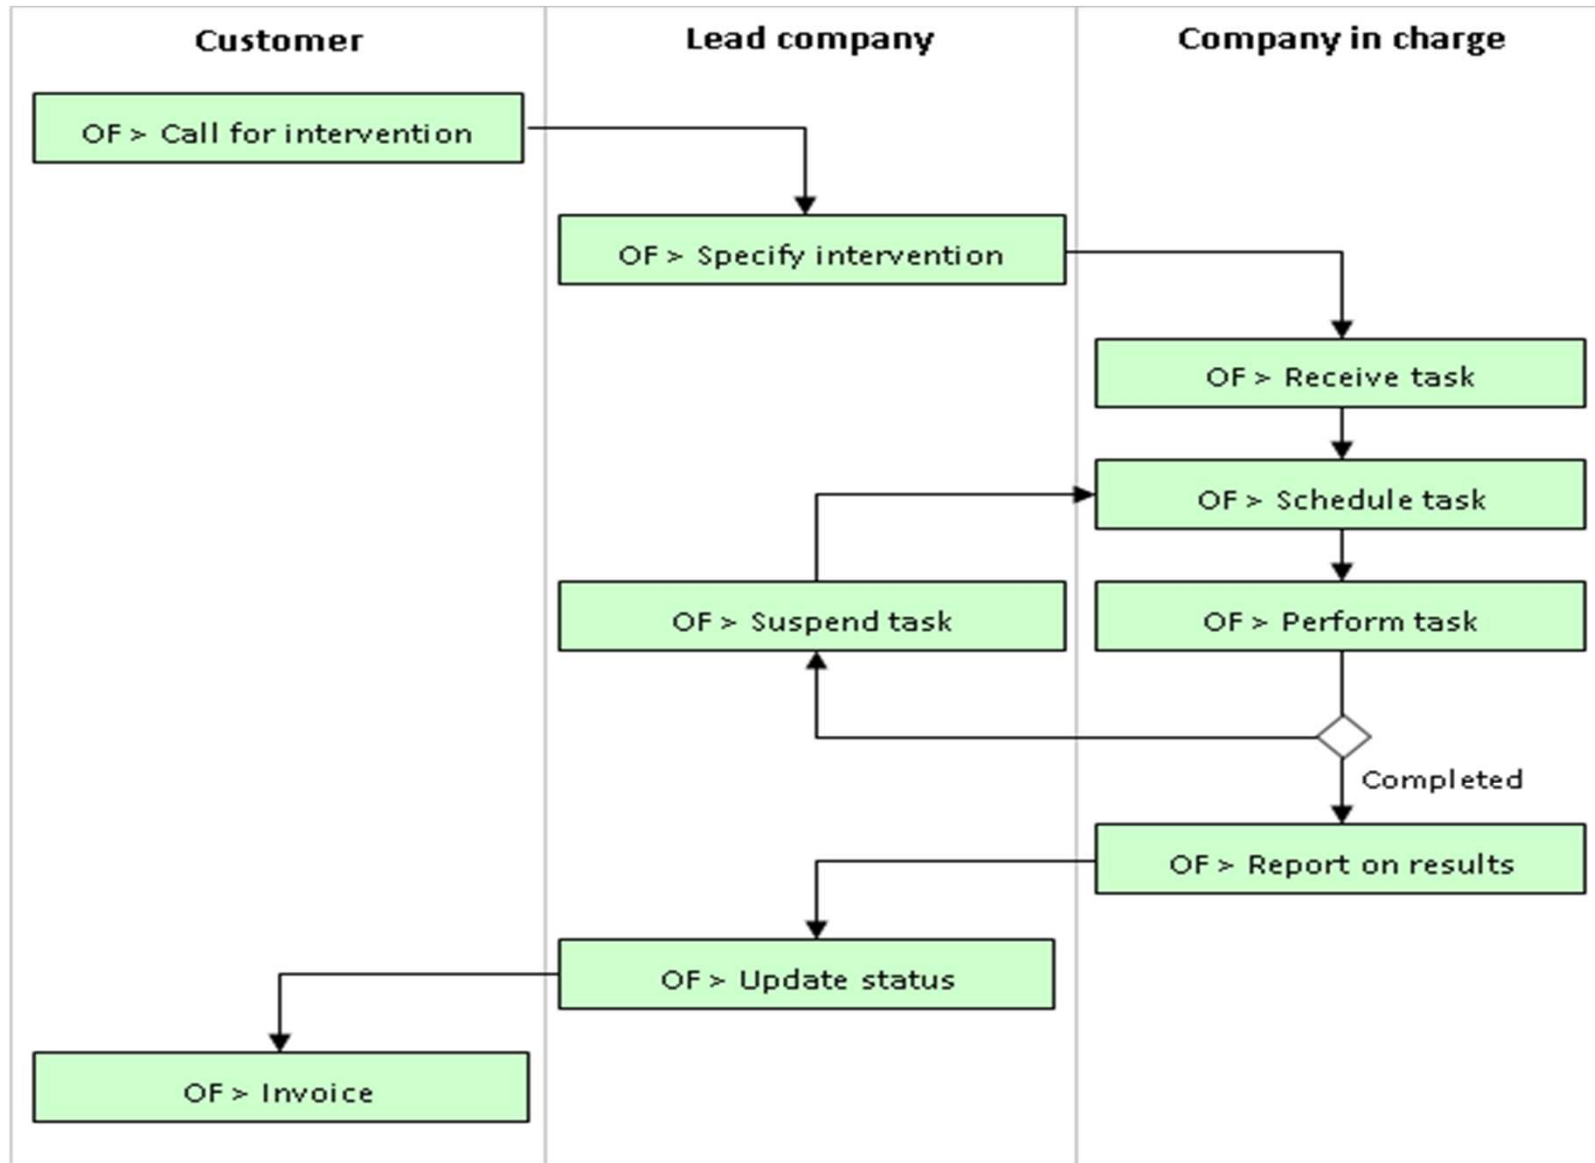 Customer
Lead company
Company in charge
OF > Call for intervention
OF > Specify intervention
OF > Receive task
OF > Schedule task
OF > Suspend task
OF > Perform task
Completed
OF > Report on results
OF > Update status
OF > Invoice